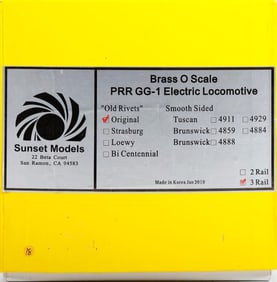 Brass O Scale
PRR GG-1 Electric Locomotive
"Old Rivets" Smooth Sided
Original Tuscan 4911 4929
Strasburg Brunswick 4859 4884
Loewy Brunswick 4888
Bi Centennial
Sunset Models
22 Beta Court
San Ramon, CA 94583
Made in Korea Jan 2010
2 Rail
3 Rail